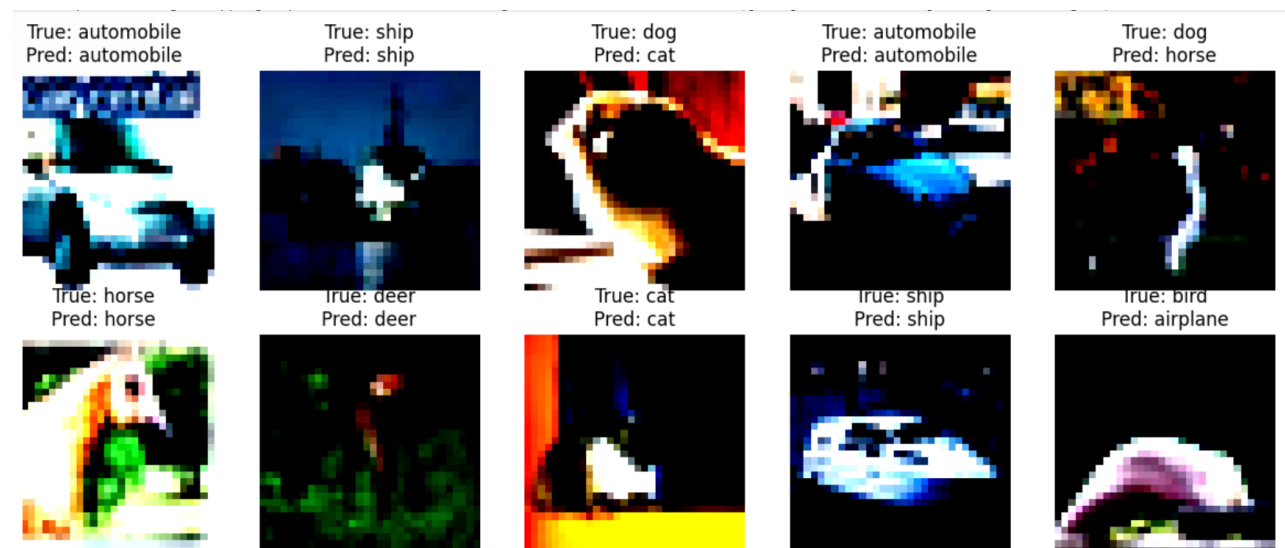 True: automobile
Pred: automobile
True: ship
Pred: ship
True: dog
Pred: cat
True: automobile
Pred: automobile
True: dog
Pred: horse
True: horse
Pred: horse
True: deer
Pred: deer
True: cat
Pred: cat
True: ship
Pred: ship
True: bird
Pred: airplane